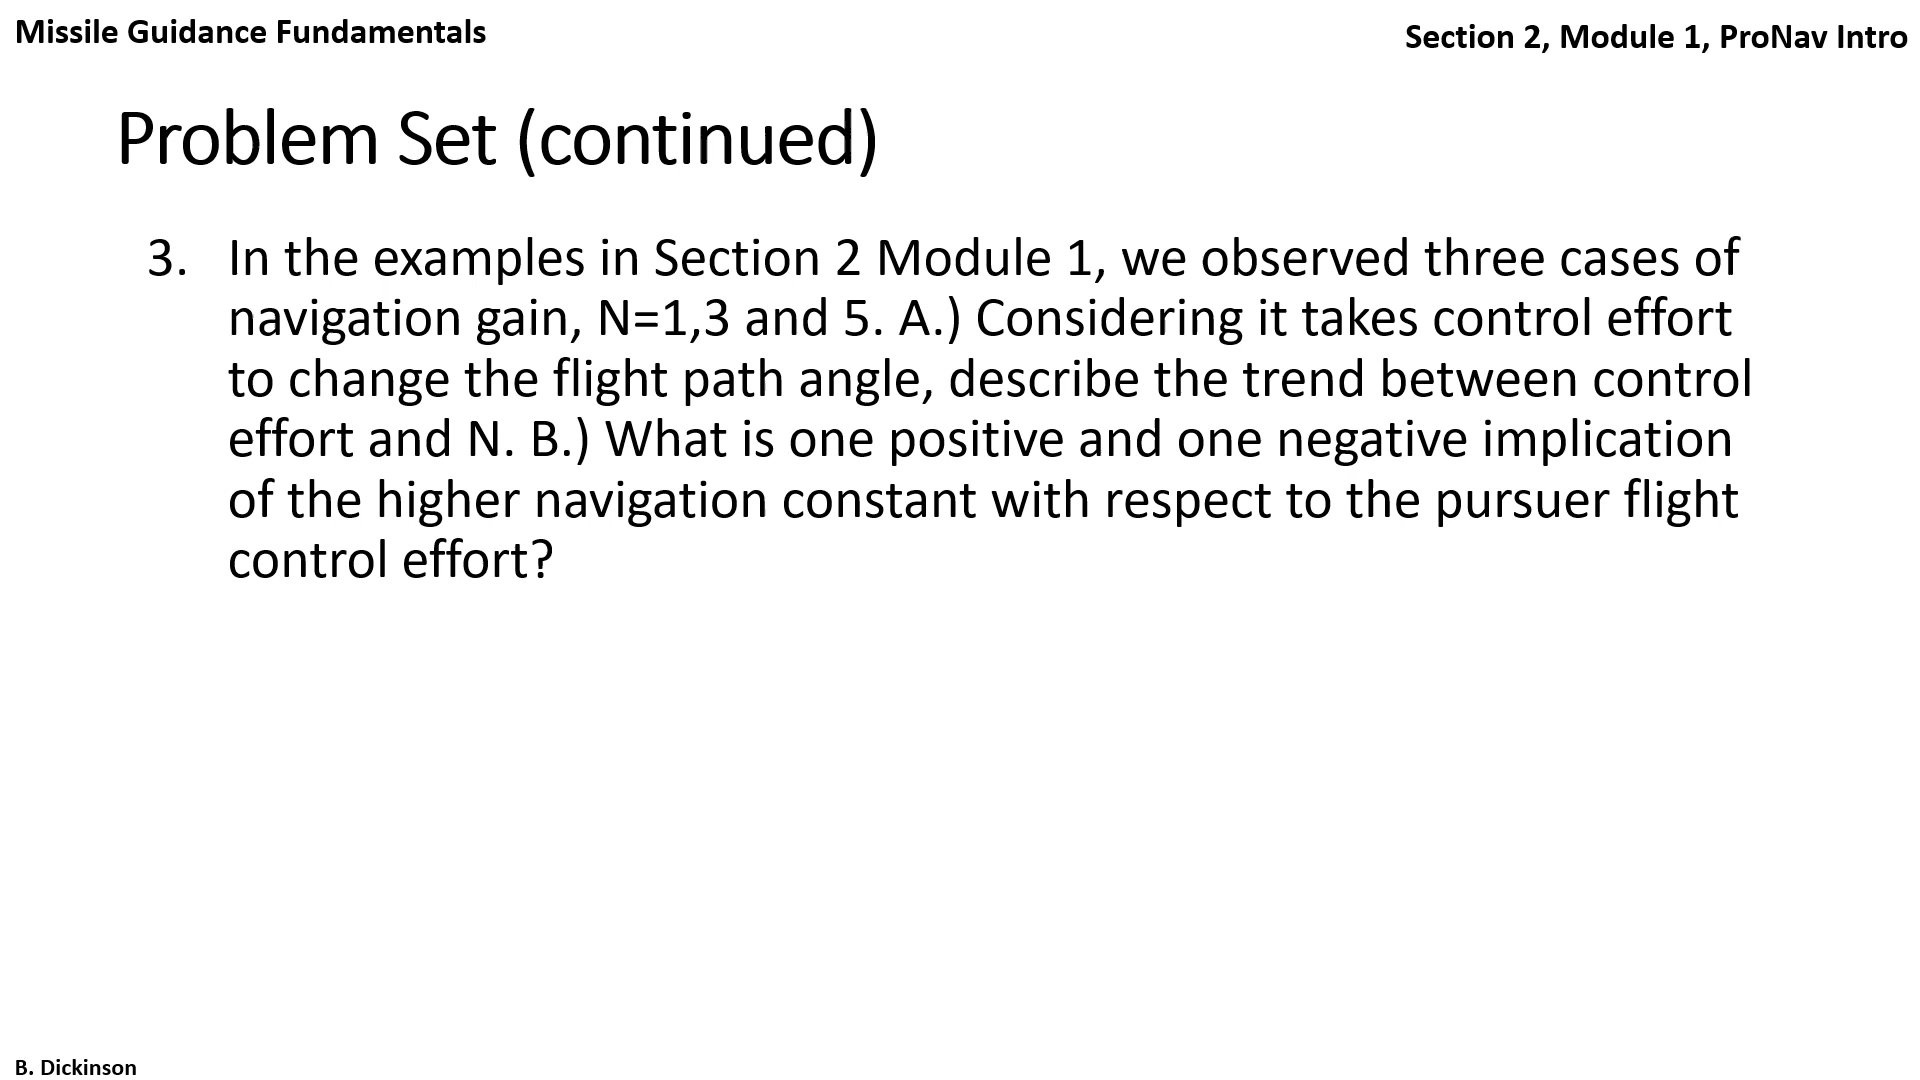 Missile Guidance Fundamentals
Section 2, Module 1, ProNav Intro
Problem Set (continued)
3. In the examples in Section 2 Module 1, we observed three cases of
navigation gain, N=1,3 and 5. A.) Considering it takes control effort
to change the flight path angle, describe the trend between control
effort and N. B.) What is one positive and one negative implication
of the higher navigation constant with respect to the pursuer flight
control effort?
B. Dickinson